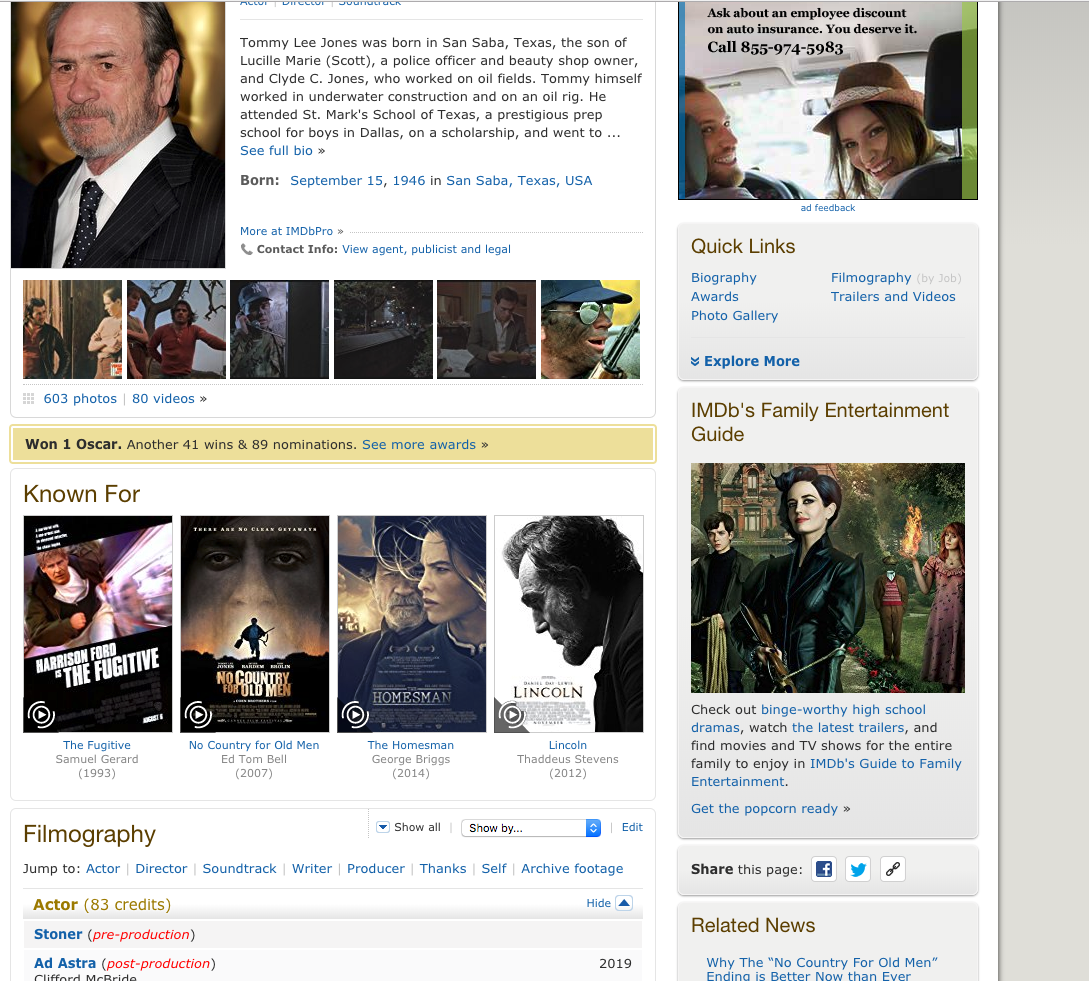 Actor | Director | Soundtrack
Tommy Lee Jones was born in San Saba, Texas, the son of
Lucille Marie (Scott), a police officer and beauty shop owner,
and Clyde C. Jones, who worked on oil fields. Tommy himself
worked in underwater construction and on an oil rig. He
attended St. Mark's School of Texas, a prestigious prep
school for boys in Dallas, on a scholarship, and went to ...
See full bio »
Born: September 15, 1946 in San Saba, Texas, USA
More at IMDbPro »
Contact Info: View agent, publicist and legal
603 photos | 80 videos »
Won 1 Oscar. Another 41 wins & 89 nominations. See more awards »
Known For
HARRISON FORD
IS THE FUGITIVE
AUGUST 6
THERE ARE NO CLEAN GETAWAYS
JONES BARDEM BROLIN
NO COUNTRY
FOR OLD MEN
THE
HOMESMAN
DANIEL DAY-LEWIS
LINCOLN
The Fugitive
Samuel Gerard
(1993)
No Country for Old Men
Ed Tom Bell
(2007)
The Homesman
George Briggs
(2014)
Lincoln
Thaddeus Stevens
(2012)
Filmography
Show all | Show by... | Edit
Jump to: Actor | Director | Soundtrack | Writer | Producer | Thanks | Self | Archive footage
Actor (83 credits)
Hide
Stoner (pre-production)
Ad Astra (post-production) 2019
Clifford McBride
Ask about an employee discount
on auto insurance. You deserve it.
Call 855-974-5983
ad feedback
Quick Links
Biography
Filmography (by Job)
Awards
Trailers and Videos
Photo Gallery
Explore More
IMDb's Family Entertainment
Guide
Check out binge-worthy high school
dramas, watch the latest trailers, and
find movies and TV shows for the entire
family to enjoy in IMDb's Guide to Family
Entertainment.
Get the popcorn ready »
Share this page:
Related News
Why The “No Country For Old Men”
Ending is Better Now than Ever